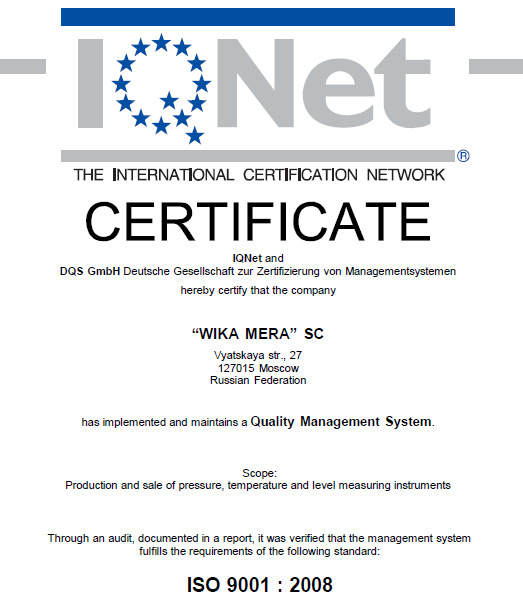 IQNet
®
THE INTERNATIONAL CERTIFICATION NETWORK
CERTIFICATE
IQNet and
DQS GmbH Deutsche Gesellschaft zur Zertifizierung von Managementsystemen
hereby certify that the company
“WIKA MERA” SC
Vyatskaya str., 27
127015 Moscow
Russian Federation
has implemented and maintains a Quality Management System.
Scope:
Production and sale of pressure, temperature and level measuring instruments
Through an audit, documented in a report, it was verified that the management system
fulfills the requirements of the following standard:
ISO 9001 : 2008